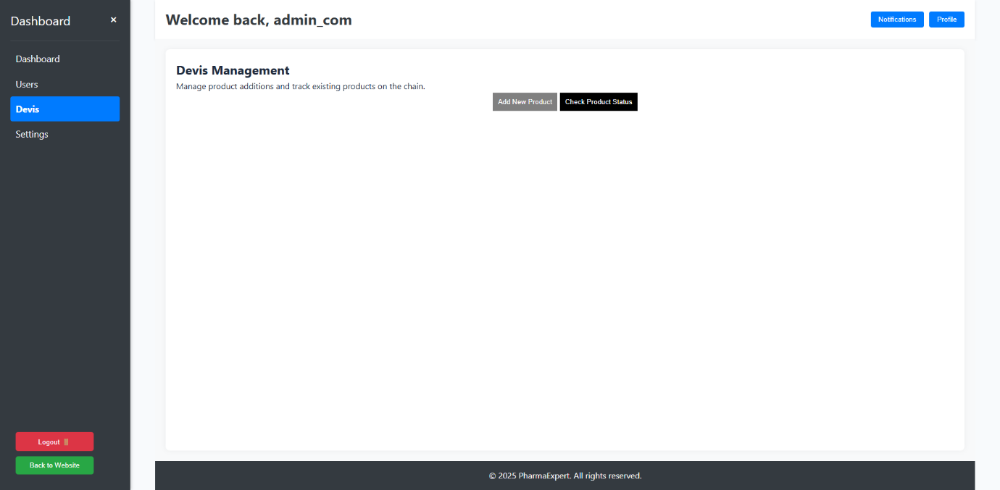 Dashboard ×
Welcome back, admin_com
Notifications
Profile
Dashboard
Users
Devis
Settings
Devis Management
Manage product additions and track existing products on the chain.
Add New Product
Check Product Status
Logout
Back to Website
© 2025 PharmaExpert. All rights reserved.